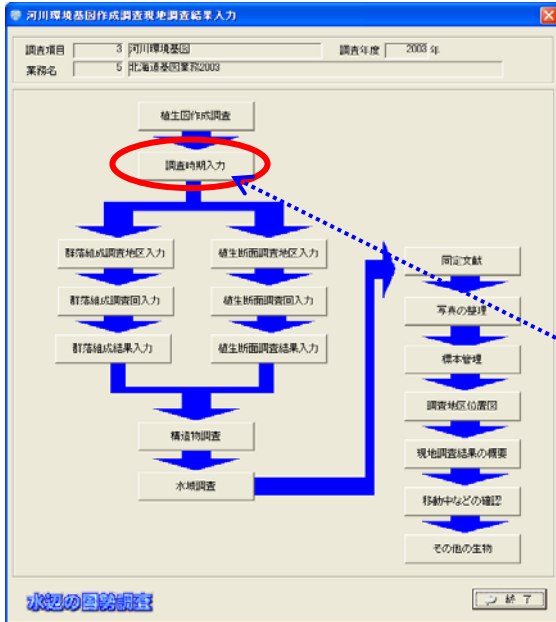 河川環境基図作成調査現地調査結果入力
調査項目 3 河川環境基図 調査年度 2003 年
業務名 5 北海道基図業務2003
植生図作成調査
調査時期入力
群落組成調査地区入力
群落組成調査回入力
群落組成結果入力
植生断面調査地区入力
植生断面調査回入力
植生断面調査結果入力
構造物調査
水域調査
同定文献
写真の整理
標本管理
調査地区位置図
現地調査結果の概要
移動中などの確認
その他の生物
水辺の国勢調査
終了